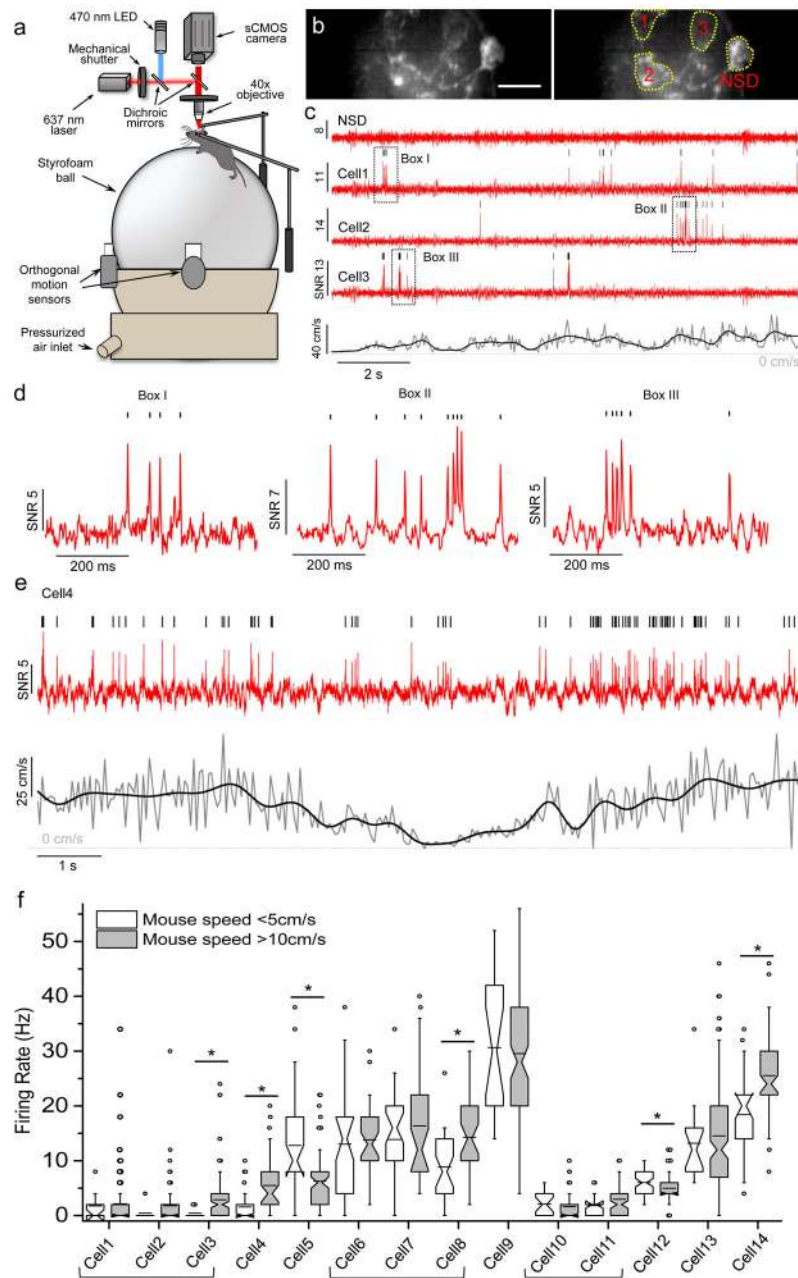 a
470 nm LED
sCMOS
camera
Mechanical
shutter
40x
objective
637 nm
laser
Dichroic
mirrors
Styrofoam
ball
Orthogonal
motion
sensors
Pressurized
air inlet
b
1
2
3
NSD
c
NSD
8
Box I
Cell1
11
Box II
Cell2
14
Box III
Cell3
SNR 13
40 cm/s
0 cm/s
2 s
d
Box I
Box II
Box III
SNR 5
SNR 7
SNR 5
200 ms
200 ms
200 ms
e
Cell4
SNR 5
25 cm/s
0 cm/s
1 s
f
Mouse speed <5cm/s
Mouse speed >10cm/s
Firing Rate (Hz)
50
40
30
20
10
0
* * * * * *
Cell1 Cell2 Cell3 Cell4 Cell5 Cell6 Cell7 Cell8 Cell9 Cell10 Cell11 Cell12 Cell13 Cell14